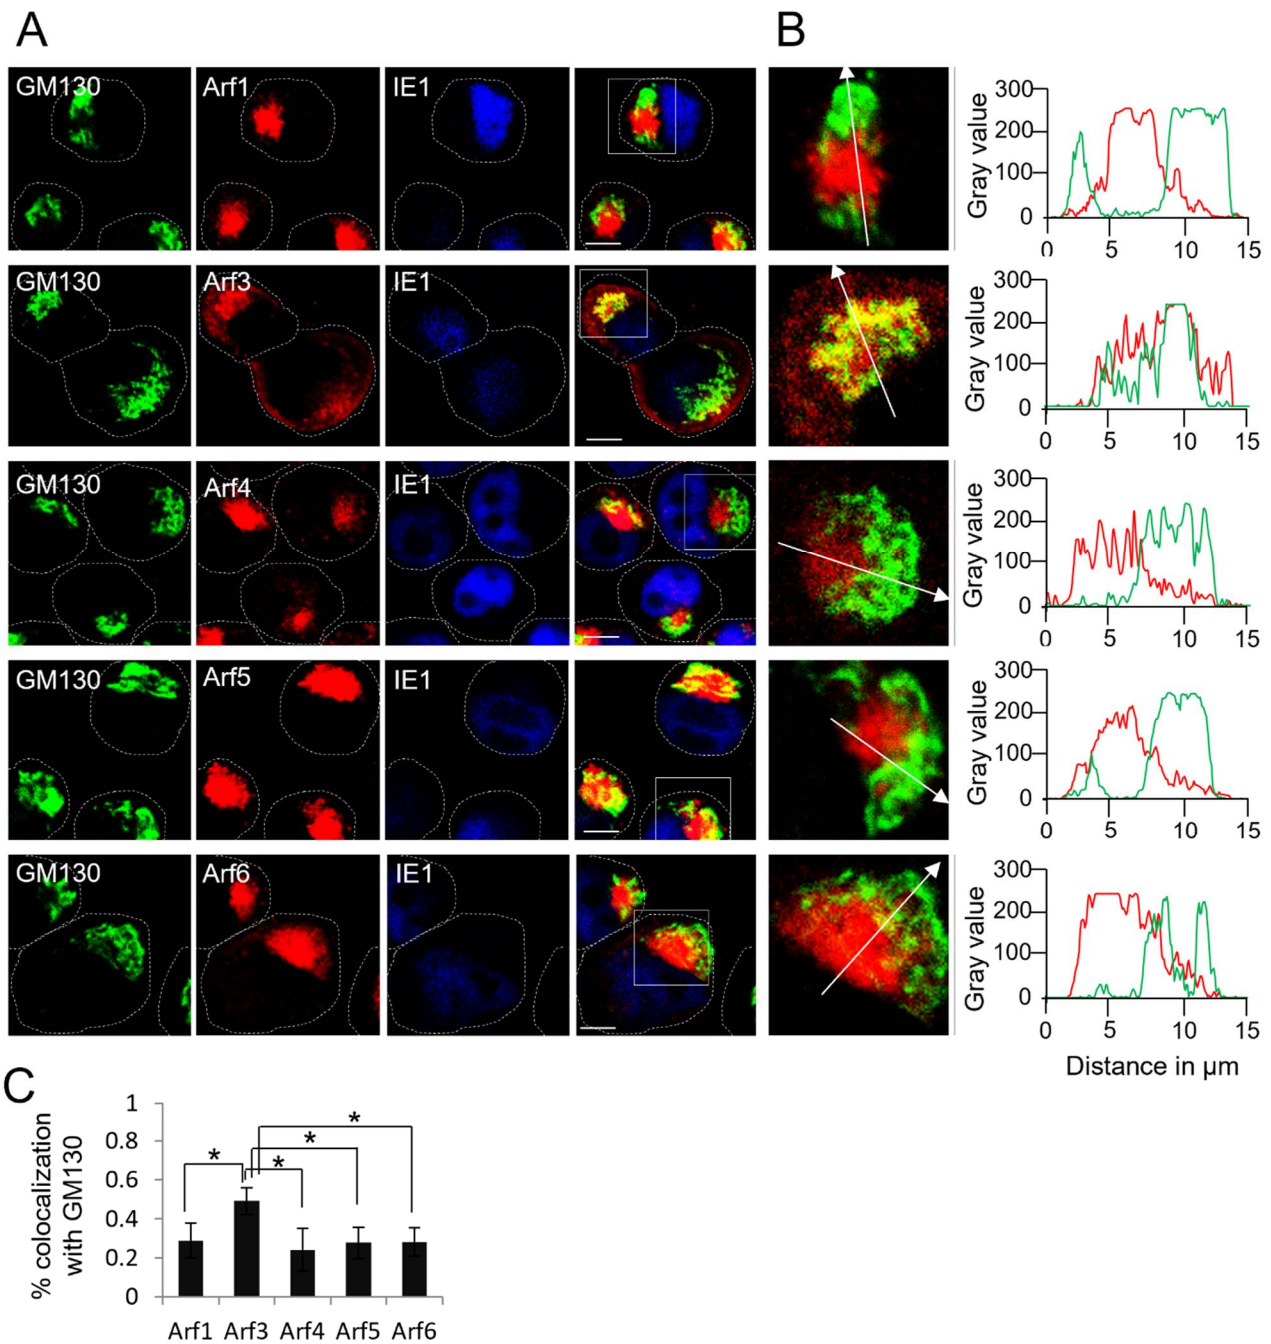 A
B
GM130 Arf1 IE1
Gray value
300
200
100
0
0 5 10 15
GM130 Arf3 IE1
Gray value
300
200
100
0
0 5 10 15
GM130 Arf4 IE1
Gray value
300
200
100
0
0 5 10 15
GM130 Arf5 IE1
Gray value
300
200
100
0
0 5 10 15
GM130 Arf6 IE1
Gray value
300
200
100
0
0 5 10 15
Distance in µm
C
% colocalization
with GM130
1
0.8
0.6
0.4
0.2
0
*
*
*
*
Arf1 Arf3 Arf4 Arf5 Arf6